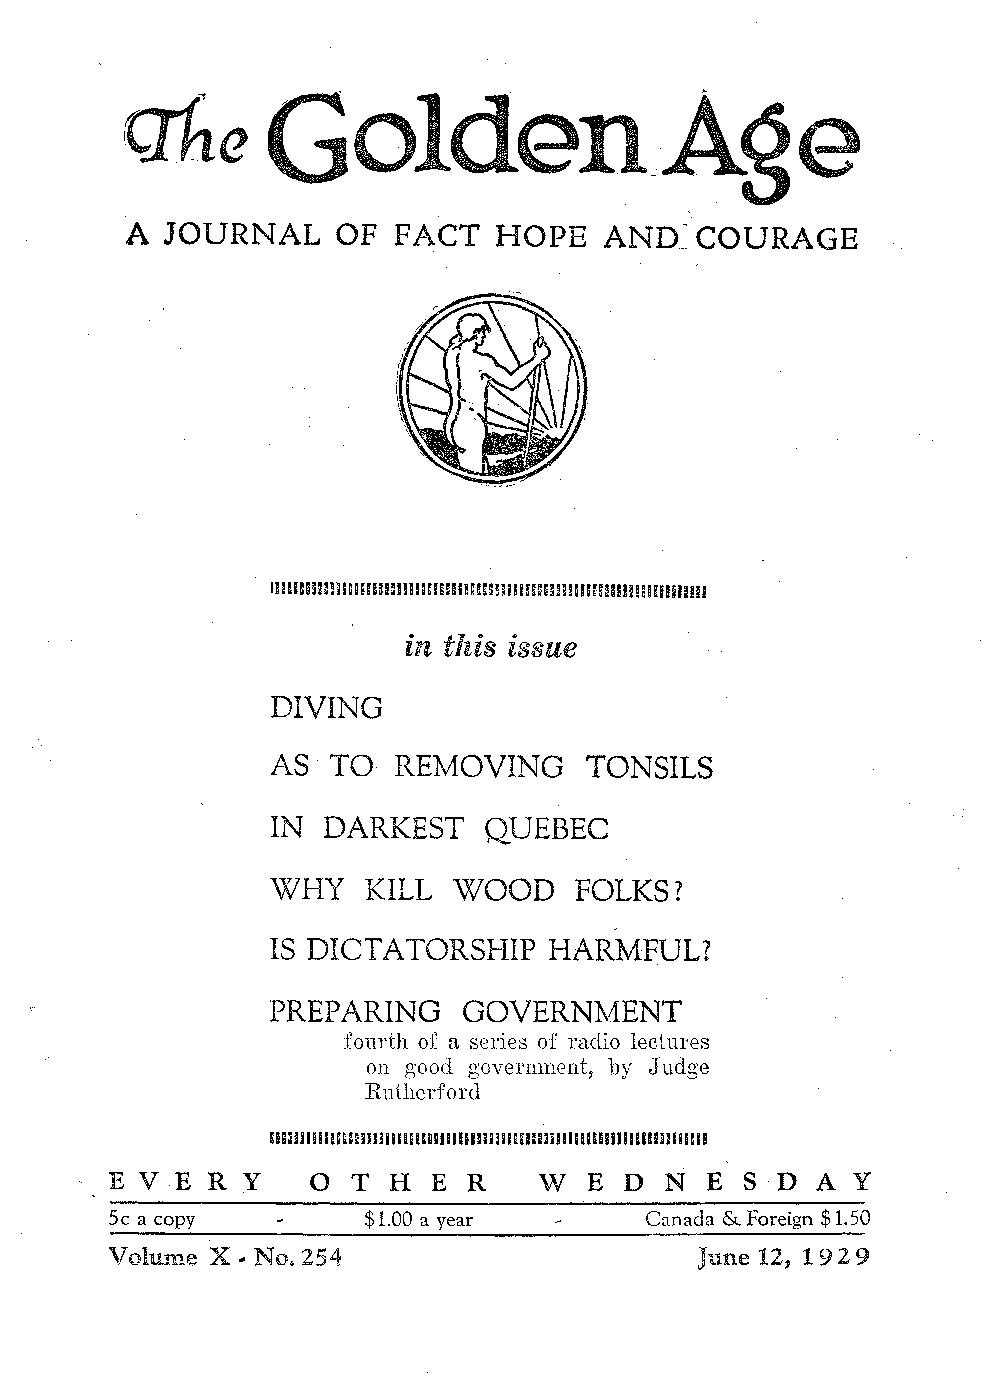 The Golden Age
A JOURNAL OF FACT HOPE AND COURAGE
in this issue
DIVING
AS TO REMOVING TONSILS
IN DARKEST QUEBEC
WHY KILL WOOD FOLKS?
IS DICTATORSHIP HARMFUL?
PREPARING GOVERNMENT
fourth of a series of radio lectures
on good government, by Judge
Rutherford
EVERY OTHER WEDNESDAY
5c a copy - $1.00 a year - Canada & Foreign $1.50
Volume X - No. 254 June 12, 1929